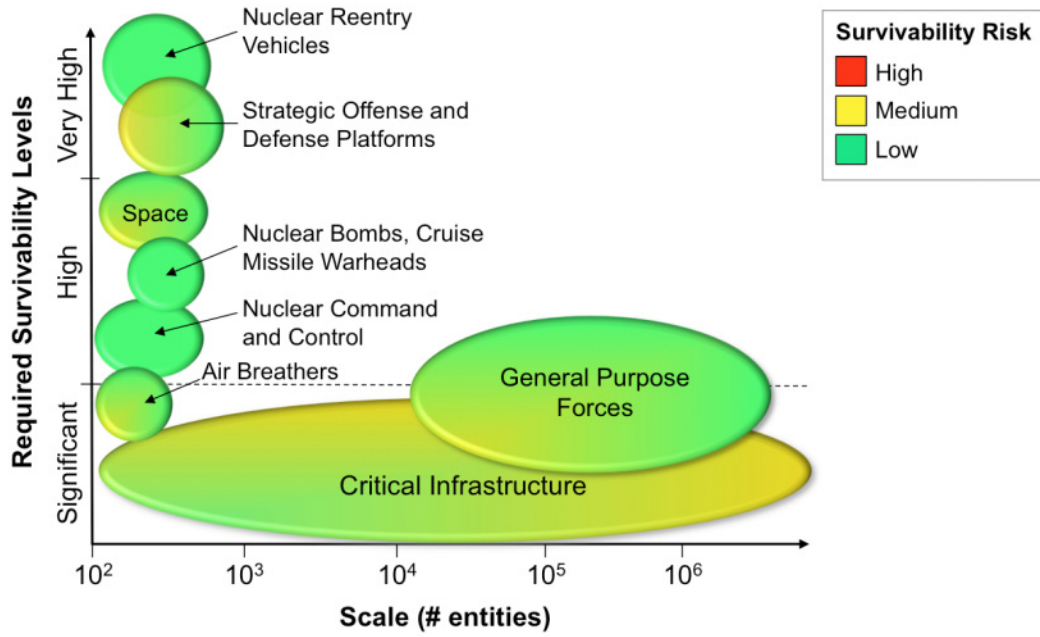 Nuclear Reentry
Vehicles
Strategic Offense and
Defense Platforms
Space
Nuclear Bombs, Cruise
Missile Warheads
Nuclear Command
and Control
Air Breathers
General Purpose
Forces
Critical Infrastructure
Required Survivability Levels
Very High
High
Significant
10²
10³
10⁴
10⁵
10⁶
Scale (# entities)
Survivability Risk
High
Medium
Low